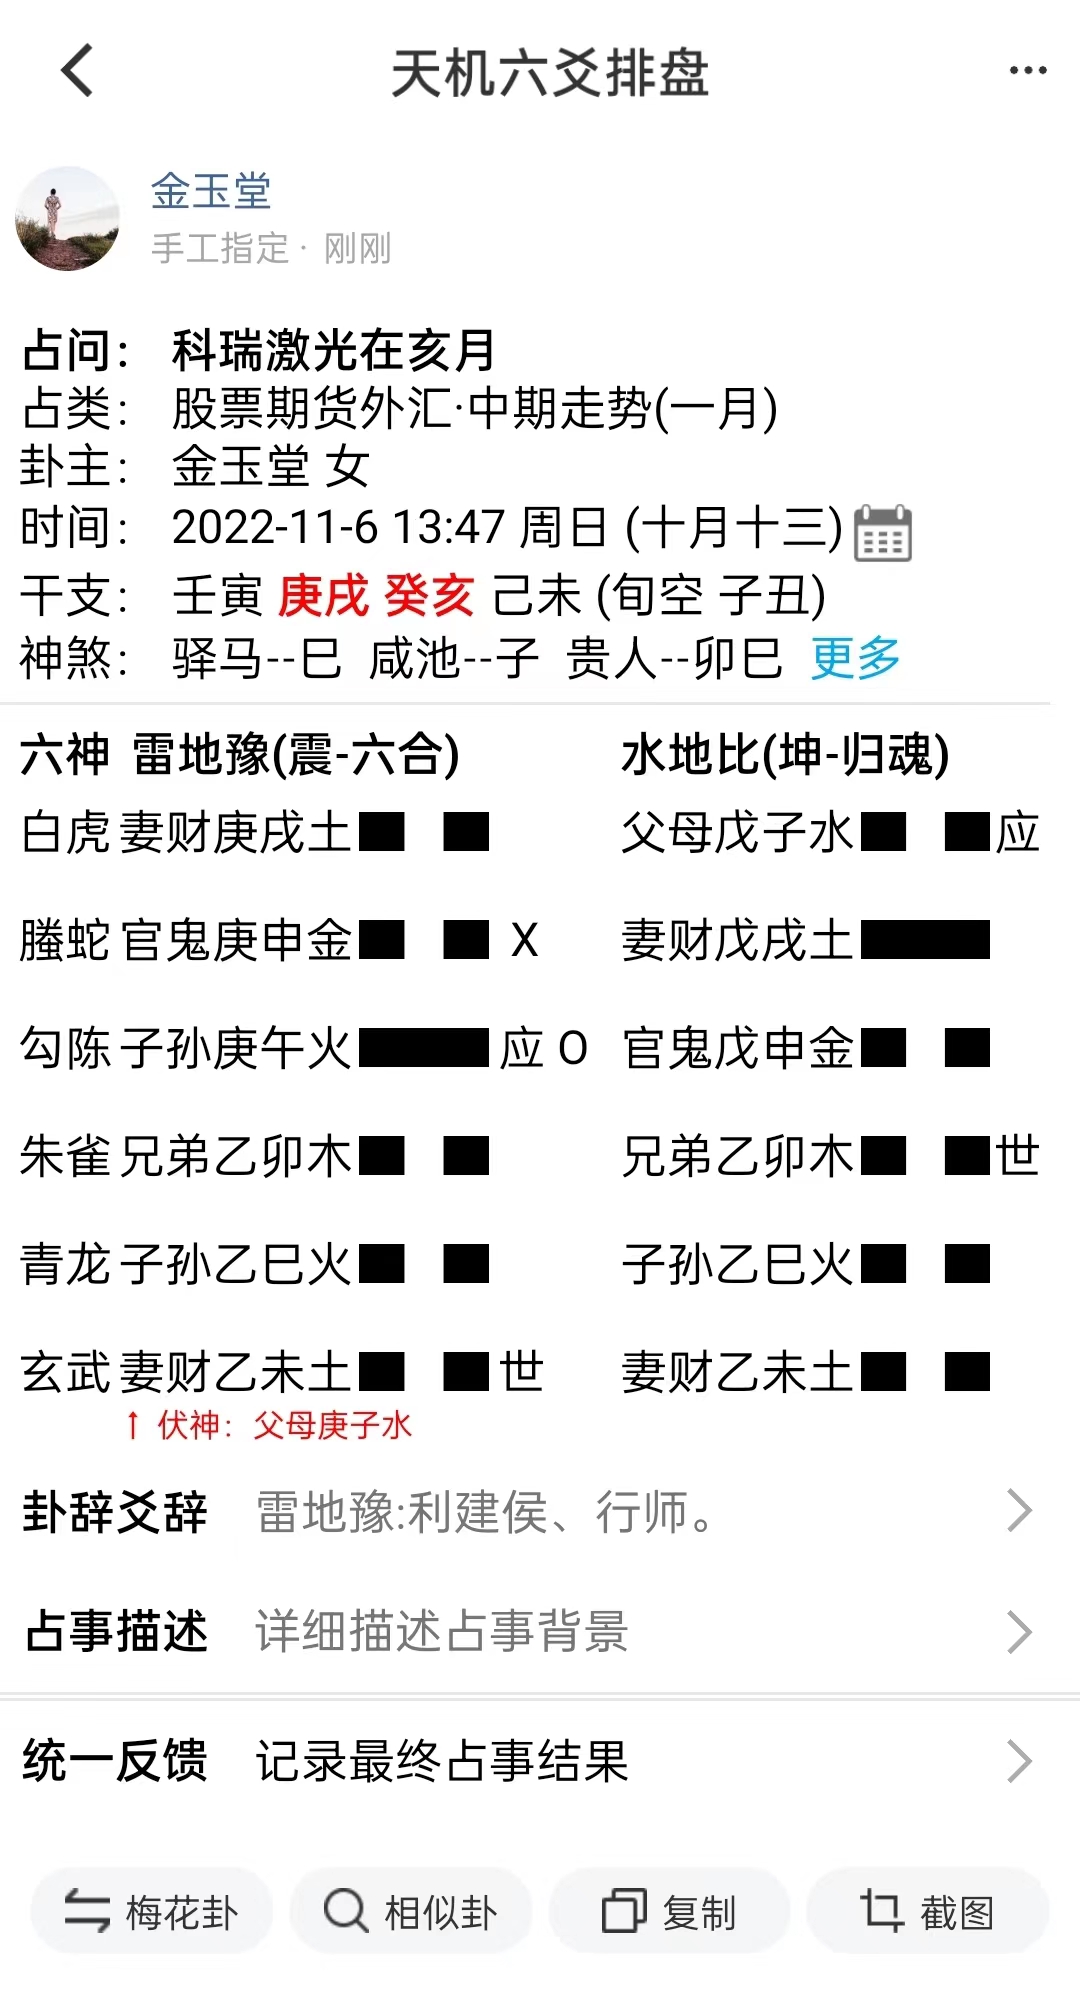 天机六爻排盘
金玉堂
手工指定 · 刚刚
占问： 科瑞激光在亥月
占类： 股票期货外汇·中期走势(一月)
卦主： 金玉堂 女
时间： 2022-11-6 13:47 周日 (十月十三)
干支： 壬寅 庚戌 癸亥 己未 (旬空 子丑)
神煞： 驿马--巳 咸池--子 贵人--卯巳 更多
六神 雷地豫(震-六合) 水地比(坤-归魂)
白虎 妻财庚戌土 父母戊子水 应
螣蛇 官鬼庚申金 X 妻财戊戌土
勾陈 子孙庚午火 应 O 官鬼戊申金
朱雀 兄弟乙卯木 兄弟乙卯木 世
青龙 子孙乙巳火 子孙乙巳火
玄武 妻财乙未土 世 妻财乙未土
↑ 伏神：父母庚子水
卦辞爻辞 雷地豫:利建侯、行师。
占事描述 详细描述占事背景
统一反馈 记录最终占事结果
梅花卦 相似卦 复制 截图